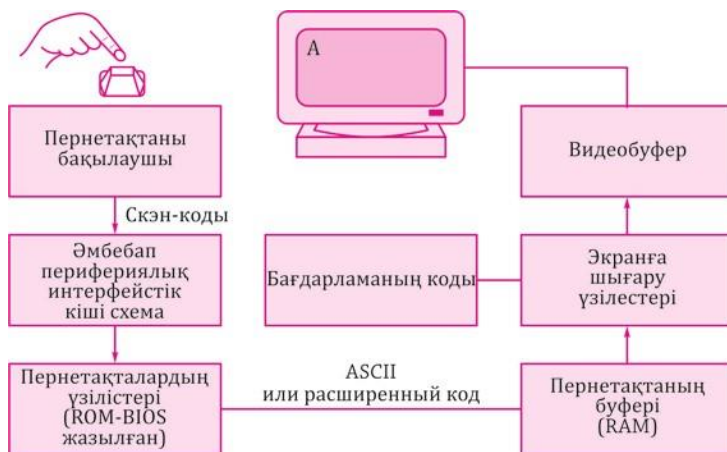 A
Пернетақтаны
бақылаушы
Скэн-коды
Әмбебап
перифериялық
интерфейстік
кіші схема
Пернетақталардың
үзілістері
(ROM-BIOS
жазылған)
ASCII
или расширенный код
Пернетақтаның
буфері
(RAM)
Экранға
шығару
үзілестері
Бағдарламаның коды
Видеобуфер